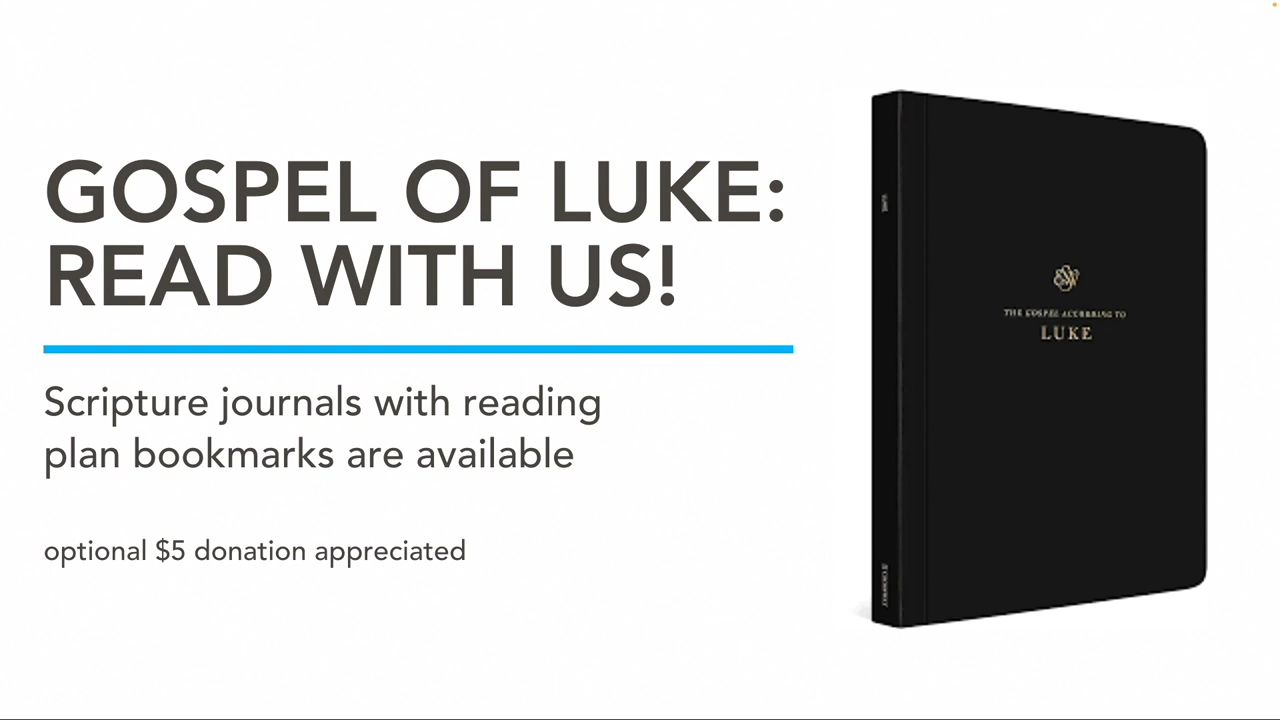 GOSPEL OF LUKE:
READ WITH US!
Scripture journals with reading
plan bookmarks are available
optional $5 donation appreciated
THE GOSPEL ACCORDING TO
LUKE
LUKE